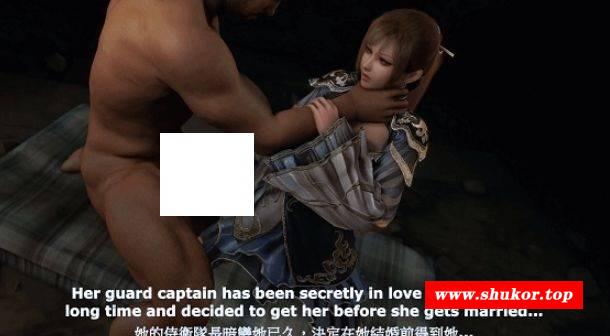 Her guard captain has been secretly in love
www.shukor.top
long time and decided to get her before she gets married...
她的侍衛隊長暗戀她已久，決定在她結婚前得到她...